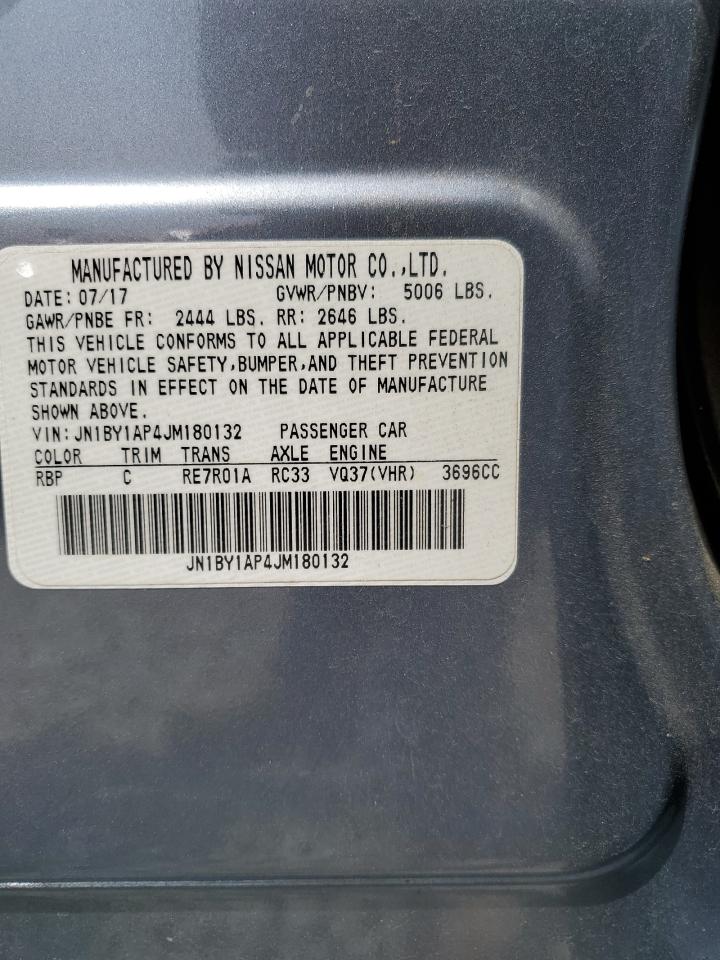 MANUFACTURED BY NISSAN MOTOR CO.,LTD.
DATE: 07/17 GVWR/PNBV: 5006 LBS.
GAWR/PNBE FR: 2444 LBS. RR: 2646 LBS.
THIS VEHICLE CONFORMS TO ALL APPLICABLE FEDERAL
MOTOR VEHICLE SAFETY,BUMPER,AND THEFT PREVENTION
STANDARDS IN EFFECT ON THE DATE OF MANUFACTURE
SHOWN ABOVE.
VIN:JN1BY1AP4JM180132 PASSENGER CAR
COLOR TRIM TRANS AXLE ENGINE
RBP C RE7R01A RC33 VQ37(VHR) 3696CC
JN1BY1AP4JM180132